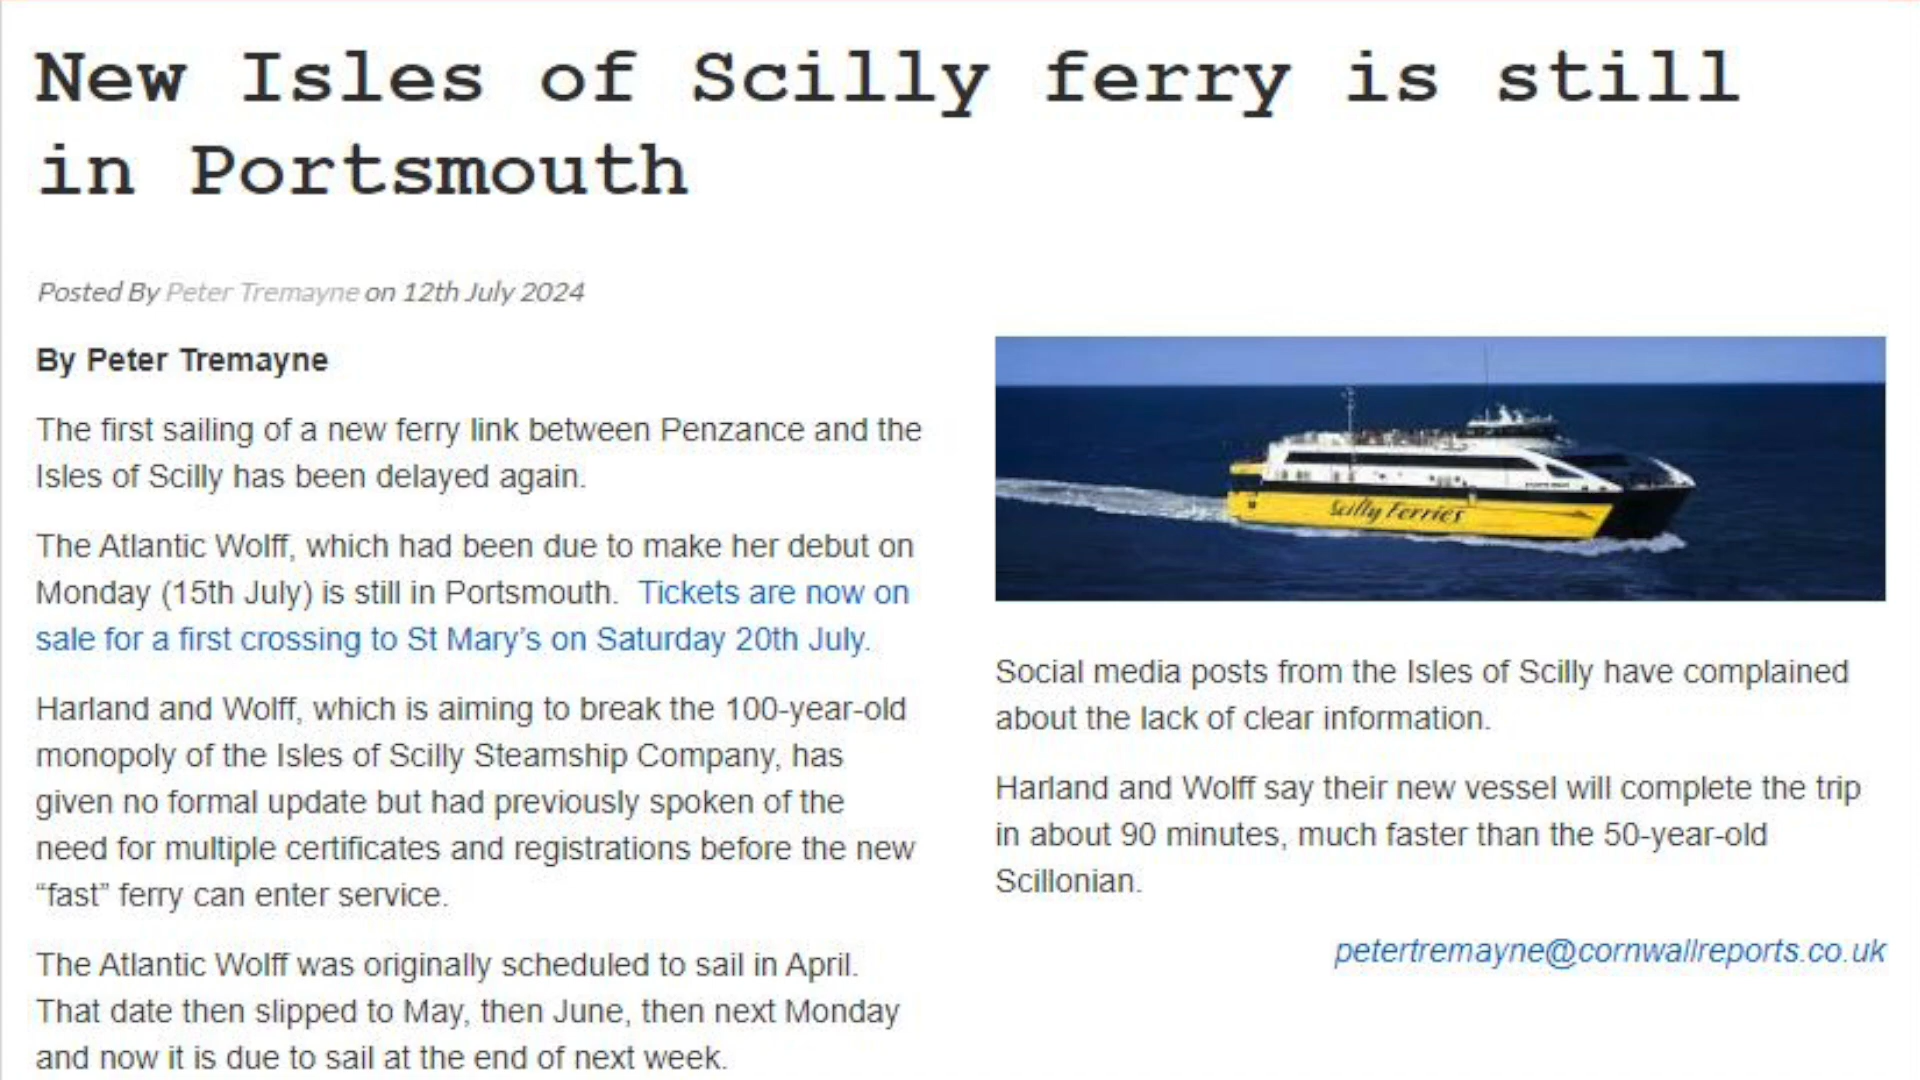 New Isles of Scilly ferry is still
in Portsmouth
Posted By Peter Tremayne on 12th July 2024
By Peter Tremayne
The first sailing of a new ferry link between Penzance and the
Isles of Scilly has been delayed again.
The Atlantic Wolff, which had been due to make her debut on
Monday (15th July) is still in Portsmouth. Tickets are now on
sale for a first crossing to St Mary’s on Saturday 20th July.
Harland and Wolff, which is aiming to break the 100-year-old
monopoly of the Isles of Scilly Steamship Company, has
given no formal update but had previously spoken of the
need for multiple certificates and registrations before the new
“fast” ferry can enter service.
The Atlantic Wolff was originally scheduled to sail in April.
That date then slipped to May, then June, then next Monday
and now it is due to sail at the end of next week.
Scilly Ferries
Social media posts from the Isles of Scilly have complained
about the lack of clear information.
Harland and Wolff say their new vessel will complete the trip
in about 90 minutes, much faster than the 50-year-old
Scillonian.
petertremayne@cornwallreports.co.uk